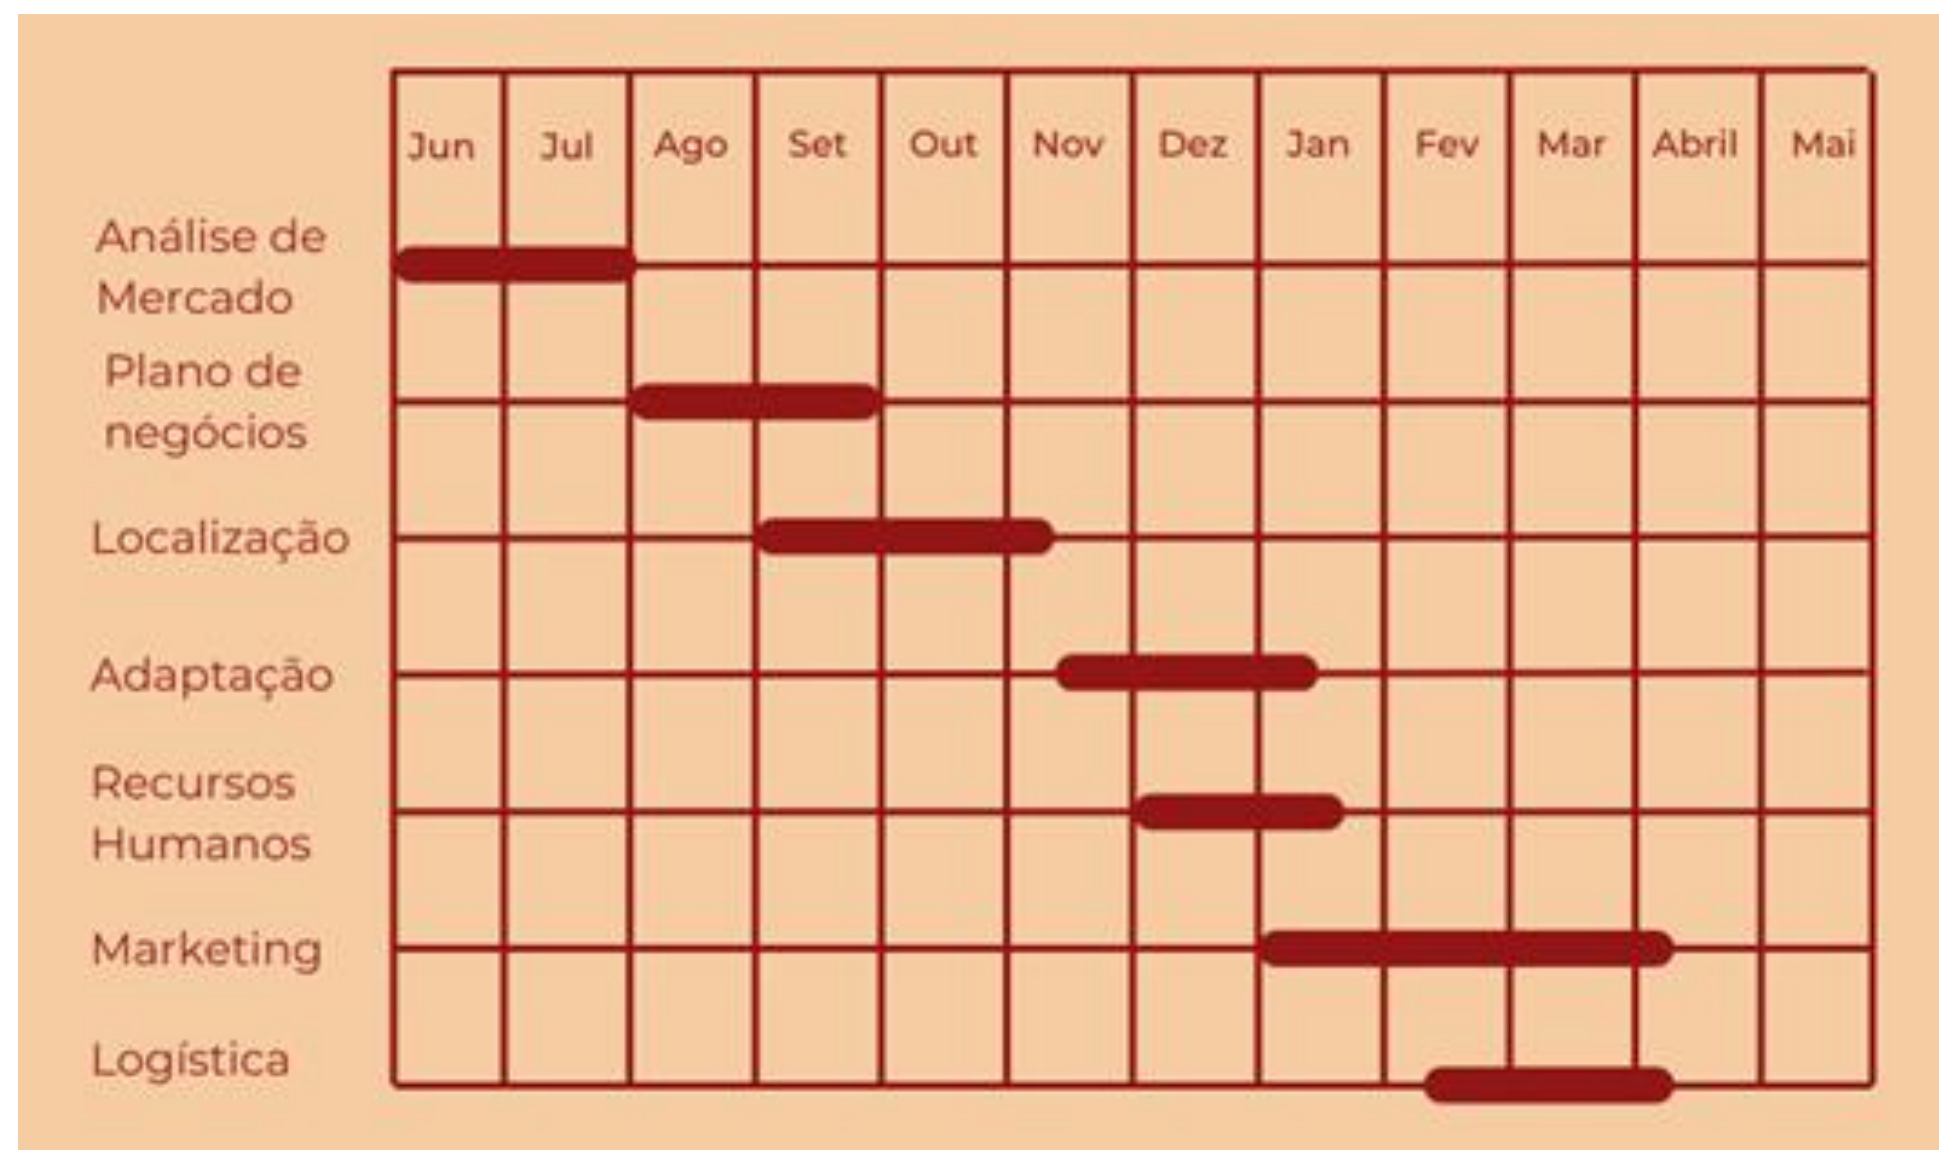 Jun Jul Ago Set Out Nov Dez Jan Fev Mar Abril Mai
Análise de
Mercado
Plano de
negócios
Localização
Adaptação
Recursos
Humanos
Marketing
Logística